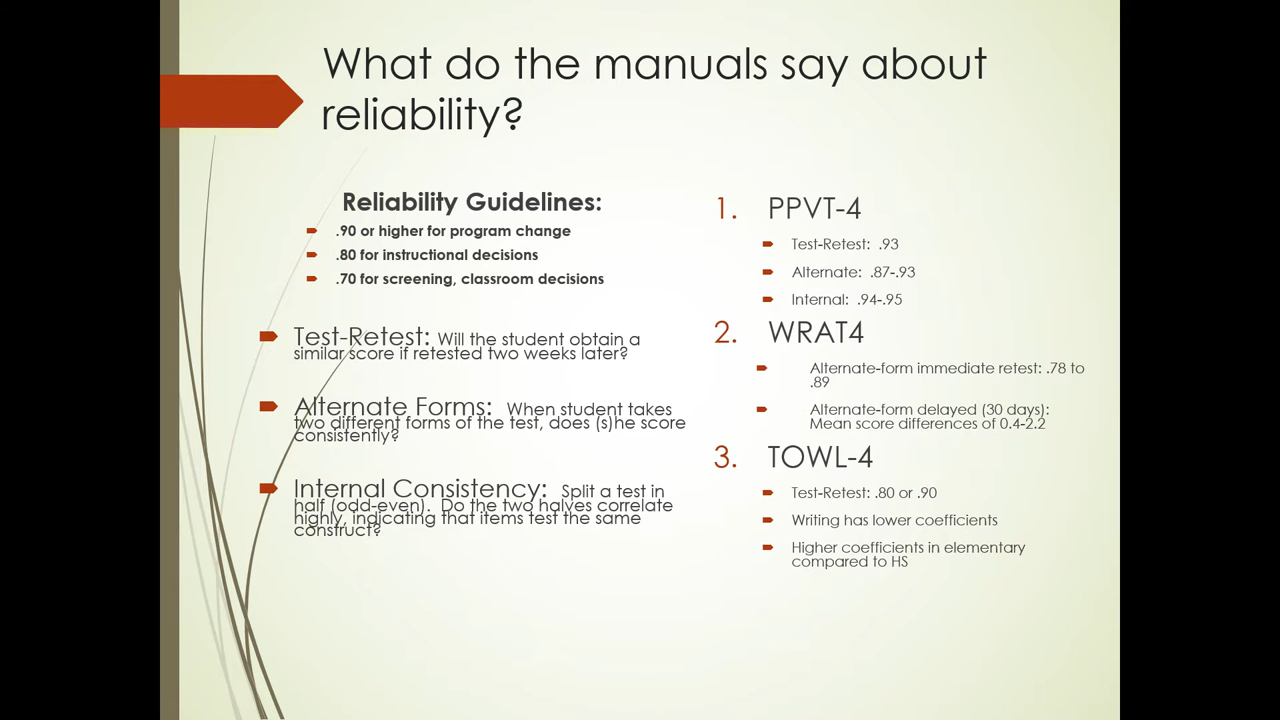 What do the manuals say about
reliability?
Reliability Guidelines:
.90 or higher for program change
.80 for instructional decisions
.70 for screening, classroom decisions
Test-Retest: Will the student obtain a
similar score if retested two weeks later?
Alternate Forms: When student takes
two different forms of the test, does (s)he score
consistently?
Internal Consistency: Split a test in
half (odd-even). Do the two halves correlate
highly, indicating that items test the same
construct?
1. PPVT-4
Test-Retest: .93
Alternate: .87-.93
Internal: .94-.95
2. WRAT4
Alternate-form immediate retest: .78 to
.89
Alternate-form delayed (30 days):
Mean score differences of 0.4-2.2
3. TOWL-4
Test-Retest: .80 or .90
Writing has lower coefficients
Higher coefficients in elementary
compared to HS